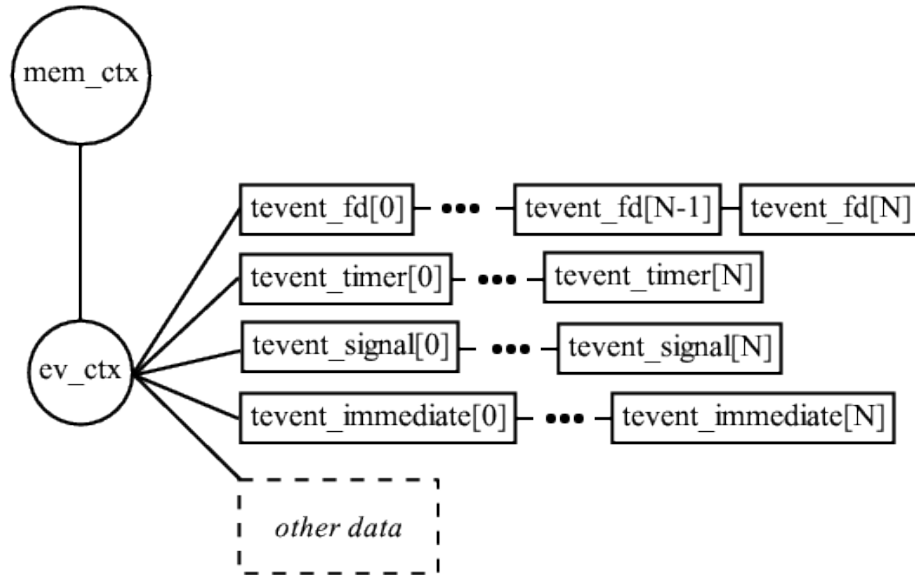 mem_ctx
tevent_fd[0] ••• tevent_fd[N-1] tevent_fd[N]
tevent_timer[0] ••• tevent_timer[N]
tevent_signal[0] ••• tevent_signal[N]
ev_ctx
tevent_immediate[0] ••• tevent_immediate[N]
other data